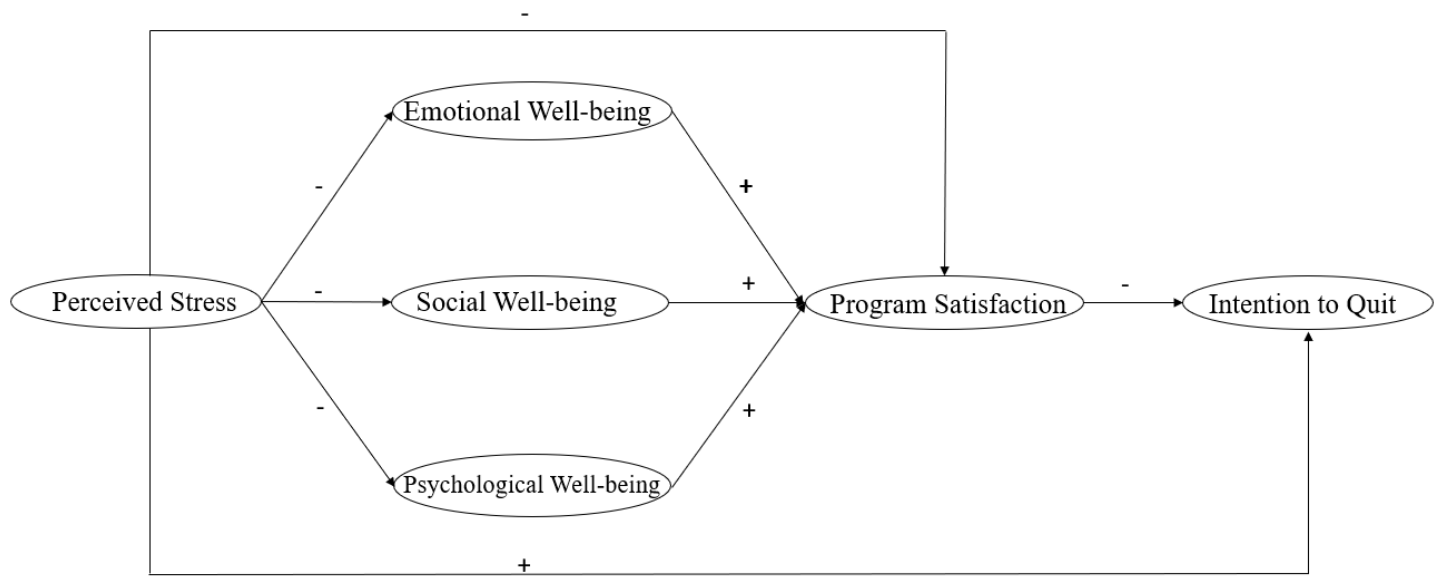 -
Emotional Well-being
-
+
Perceived Stress
-
Social Well-being
+
Program Satisfaction
-
Intention to Quit
-
+
Psychological Well-being
+